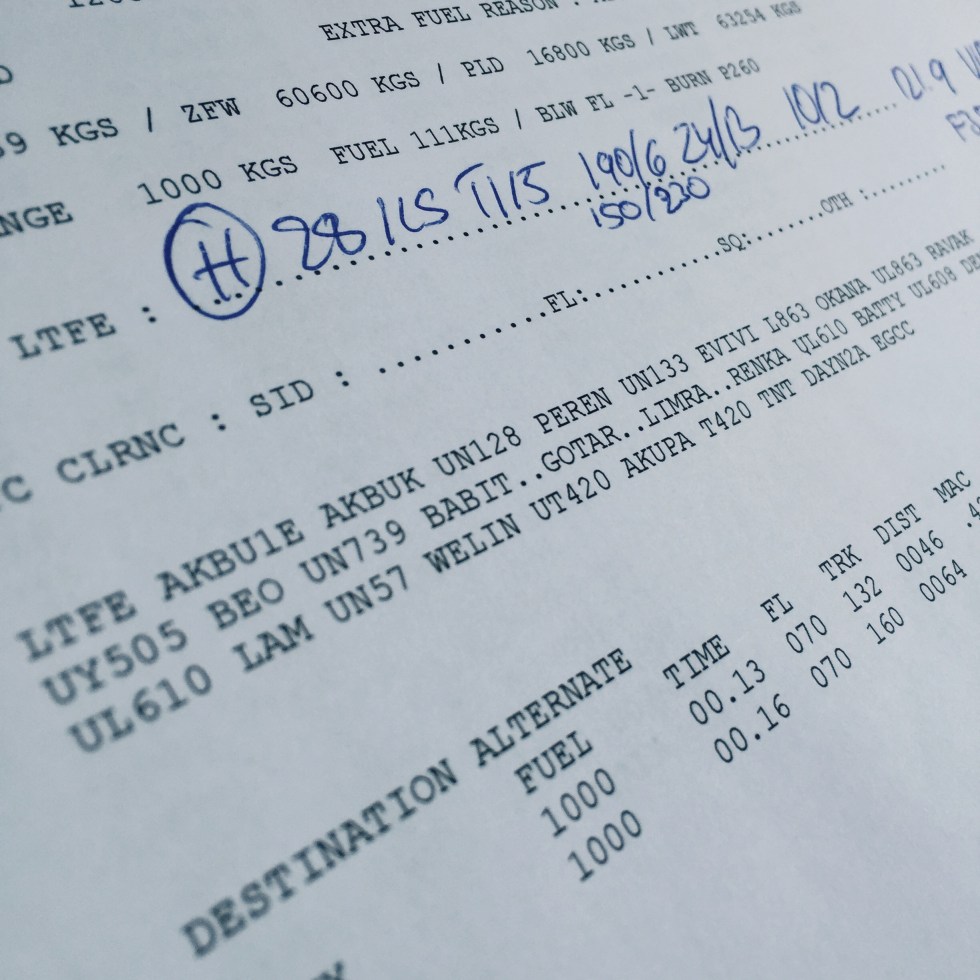 EXTRA FUEL REASON :
KGS / ZFW 60600 KGS / PLD 16800 KGS / LWT 63254 KGS
1000 KGS FUEL 111KGS / BLW FL -1- BURN P260
LTFE : H 28 ILS T1 15 190/6 24/13 1012 121.9
150/230
CLRNC : SID : ..........FL:..........SQ:.......OTH :.........
LTFE AKBU1E AKBUK UN128 PEREN UN133 EVIVI L863 OKANA UL863 RAVAK
UY505 BEO UN739 BABIT..GOTAR..LIMRA..RENKA UL610 BATTY UL608
UL610 LAM UN57 WELIN UT420 AKUPA T420 TNT DAYN2A EGCC
DESTINATION ALTERNATE
FUEL TIME FL TRK DIST MAC
1000 00.13 070 132 0046
1000 00.16 070 160 0064